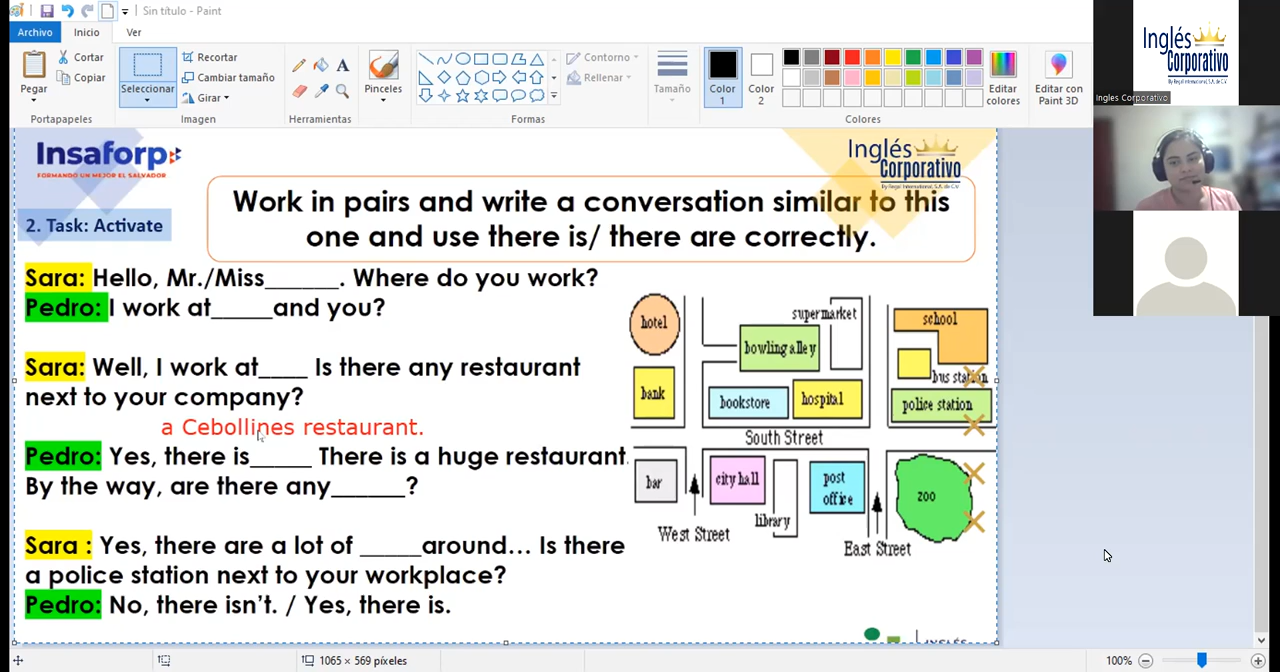 Sin título - Paint
Archivo Inicio Ver
Pegar
Cortar
Copiar
Portapapeles
Seleccionar
Recortar
Cambiar tamaño
Girar
Imagen
A
Herramientas
Pinceles
Contorno
Rellenar
Formas
Tamaño
Color 1
Color 2
Editar colores
Editar con Paint 3D
Colores
Inglés
Corporativo
By Regal International, S.A. de C.V.
Ingles Corporativo
Insaforp
FORMANDO UN MEJOR EL SALVADOR
Inglés
Corporativo
By Regal International, S.A. de C.V.
Work in pairs and write a conversation similar to this
one and use there is/ there are correctly.
2. Task: Activate
Sara: Hello, Mr./Miss______. Where do you work?
Pedro: I work at_____and you?
Sara: Well, I work at____ Is there any restaurant
next to your company?
a Cebollines restaurant.
Pedro: Yes, there is_____ There is a huge restaurant.
By the way, are there any______?
Sara : Yes, there are a lot of _____around... Is there
a police station next to your workplace?
Pedro: No, there isn't. / Yes, there is.
hotel
supermarket
school
bowling alley
bus station
bank
bookstore
hospital
police station
South Street
bar
city hall
post office
zoo
library
West Street
East Street
1065 × 569 píxeles
100%